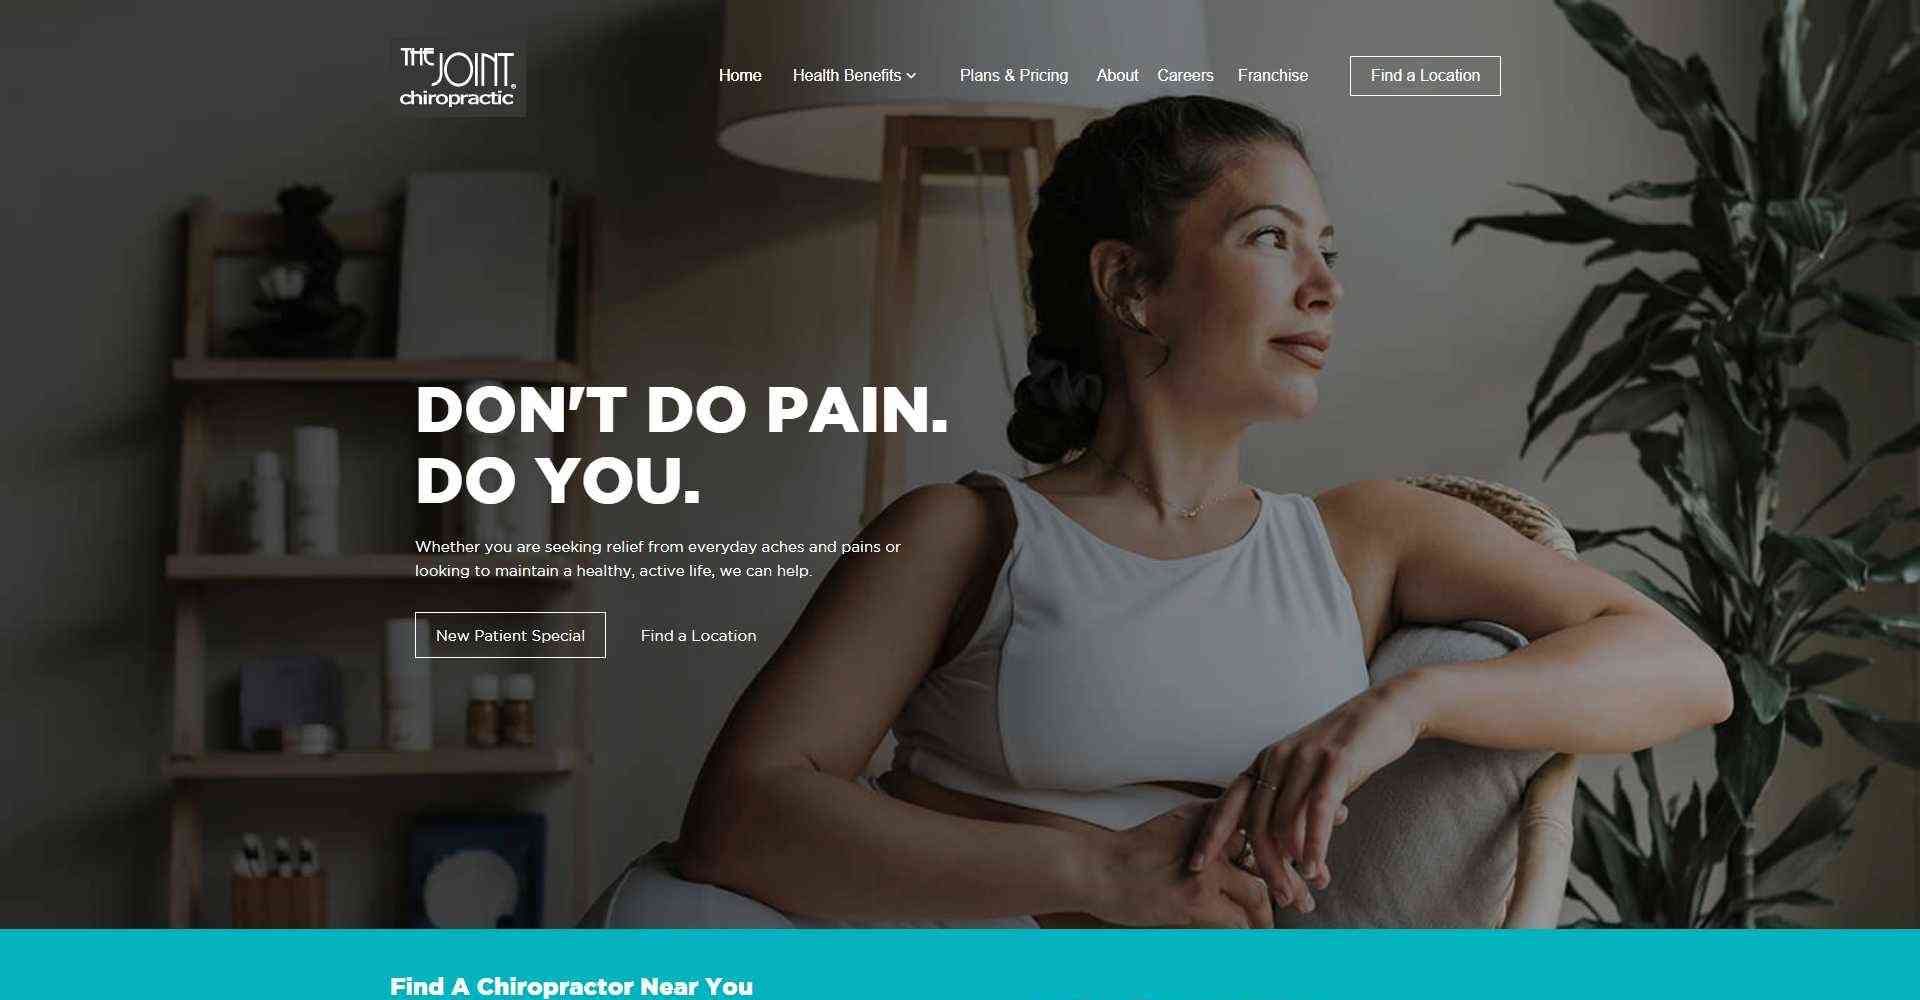 THE JOINT®
chiropractic
Home
Health Benefits
Plans & Pricing
About
Careers
Franchise
Find a Location
DON'T DO PAIN.
DO YOU.
Whether you are seeking relief from everyday aches and pains or
looking to maintain a healthy, active life, we can help.
New Patient Special
Find a Location
Find A Chiropractor Near You